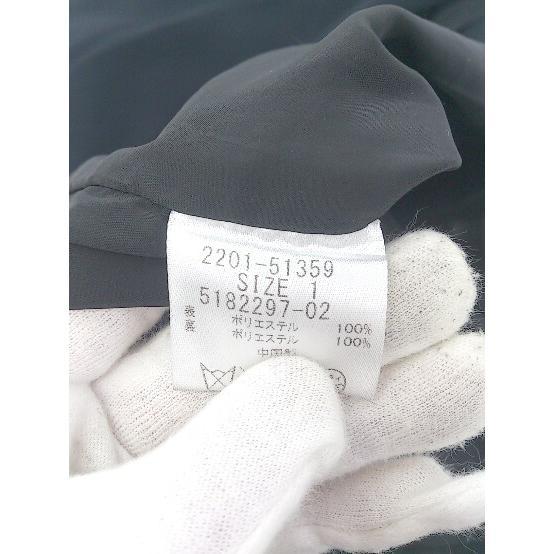 2201-51359
SIZE 1
5182297-02
表 ポリエステル 100%
裏 ポリエステル 100%
中国製